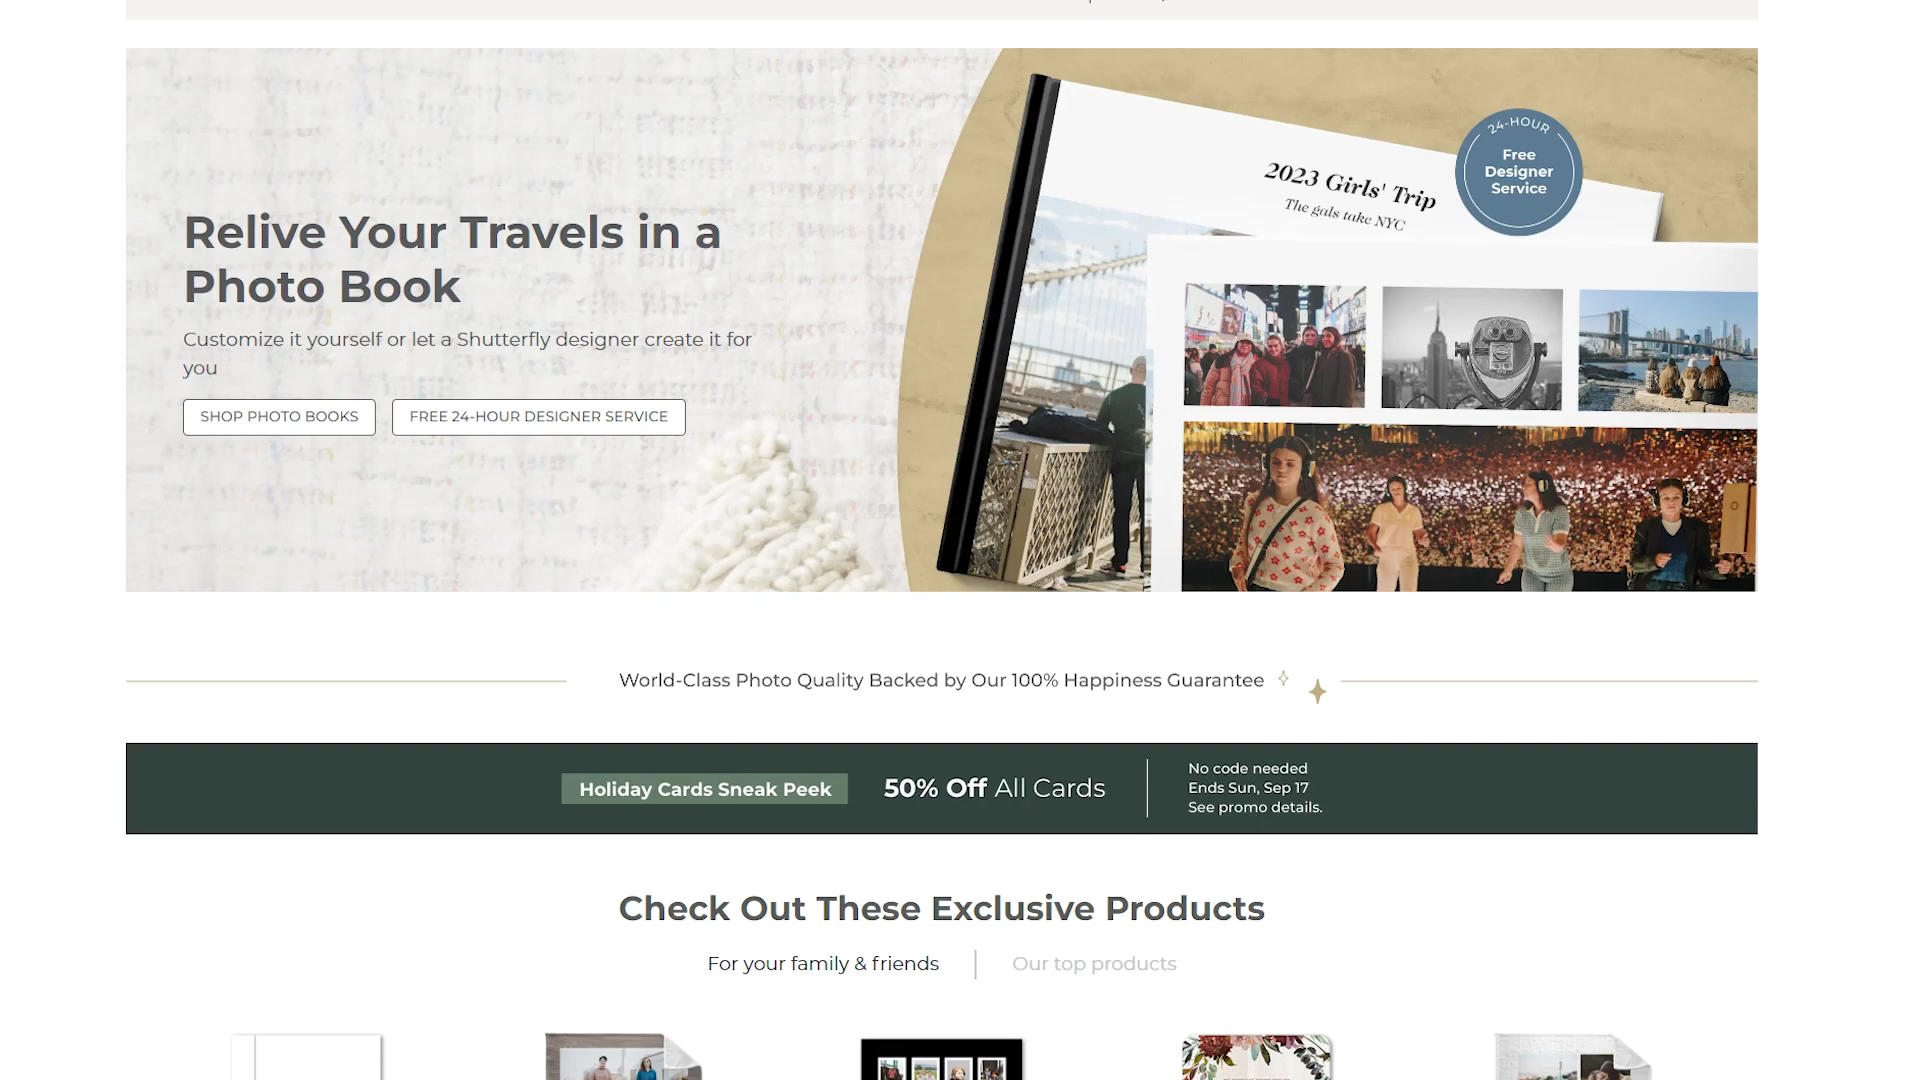 2023 Girls' Trip
The gals take NYC
24-HOUR
Free
Designer
Service
Relive Your Travels in a
Photo Book
Customize it yourself or let a Shutterfly designer create it for
you
SHOP PHOTO BOOKS
FREE 24-HOUR DESIGNER SERVICE
World-Class Photo Quality Backed by Our 100% Happiness Guarantee
Holiday Cards Sneak Peek
50% Off All Cards
No code needed
Ends Sun, Sep 17
See promo details.
Check Out These Exclusive Products
For your family & friends
Our top products